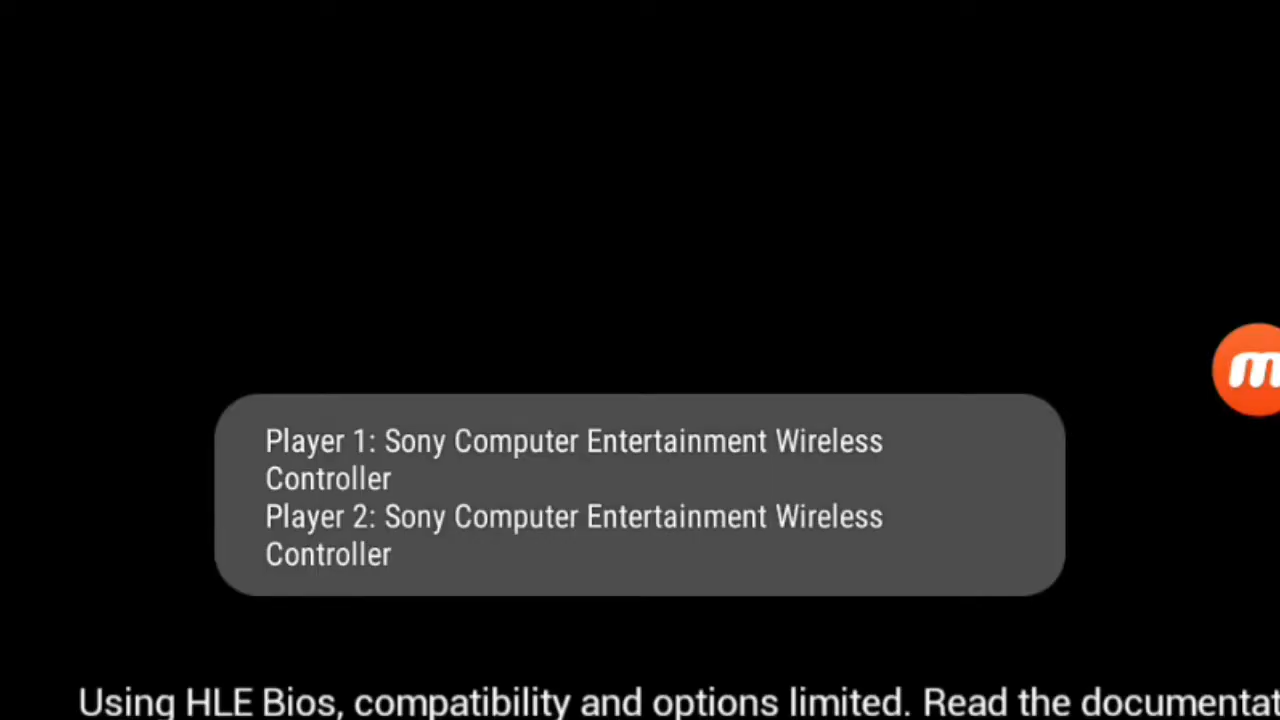 m
Player 1: Sony Computer Entertainment Wireless
Controller
Player 2: Sony Computer Entertainment Wireless
Controller
Using HLE Bios, compatibility and options limited. Read the documentat